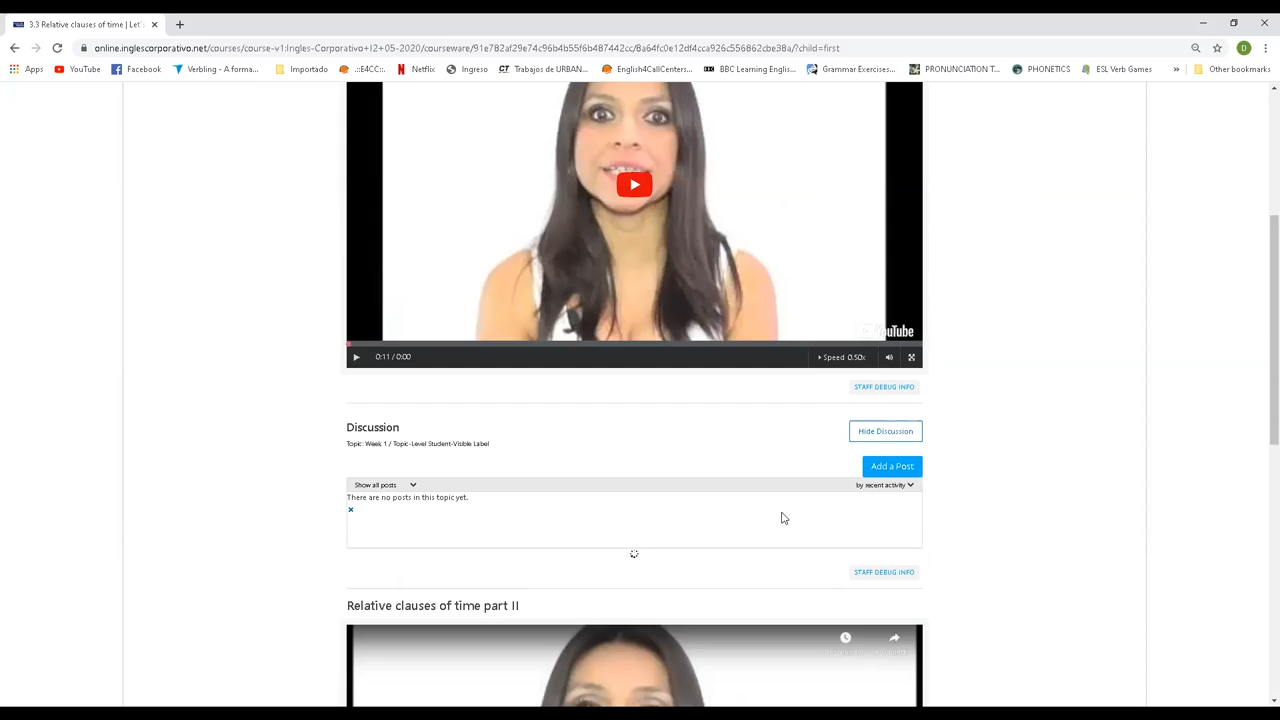 3.3 Relative clauses of time | Let's
online.inglescorporativo.net/courses/course-v1:Ingles-Corporativo+I2+05-2020/courseware/91e782af29e74c96b4b55f6b487442cc/8a64fc0e12df4cca926c556862cbe38a/?child=first
D
Apps
YouTube
Facebook
Verbling - A forma...
Importado
.::E4CC::.
Netflix
Ingreso
Trabajos de URBAN...
English4CallCenters...
BBC Learning Englis...
Grammar Exercises...
PRONUNCIATION T...
PHONETICS
ESL Verb Games
»
Other bookmarks
YouTube
0:11 / 0:00
Speed 0.50x
STAFF DEBUG INFO
Discussion
Hide Discussion
Topic: Week 1 / Topic-Level Student-Visible Label
Add a Post
Show all posts
by recent activity
There are no posts in this topic yet.
STAFF DEBUG INFO
Relative clauses of time part II